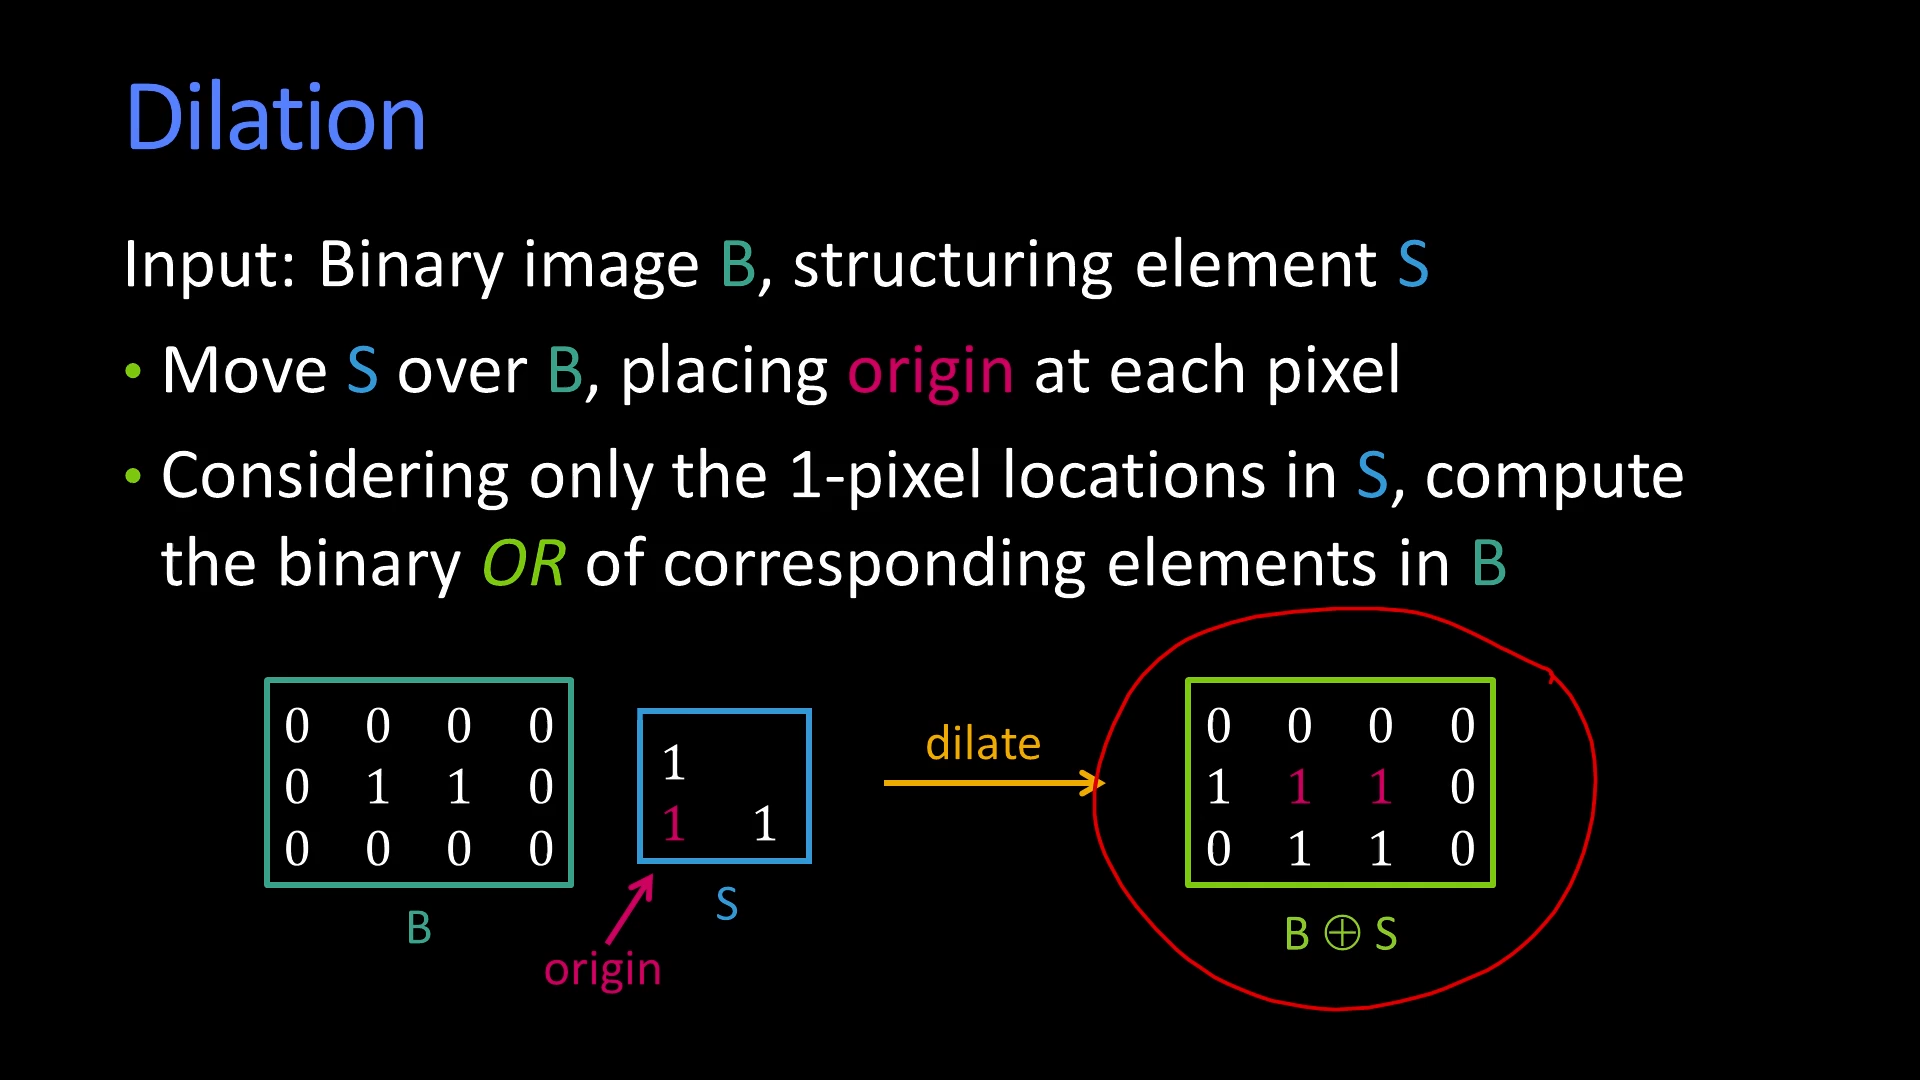 Dilation
Input: Binary image B, structuring element S
• Move S over B, placing origin at each pixel
• Considering only the 1-pixel locations in S, compute
the binary OR of corresponding elements in B
0 0 0 0
0 1 1 0
0 0 0 0
B
1
1 1
S
origin
dilate
0 0 0 0
1 1 1 0
0 1 1 0
B ⊕ S